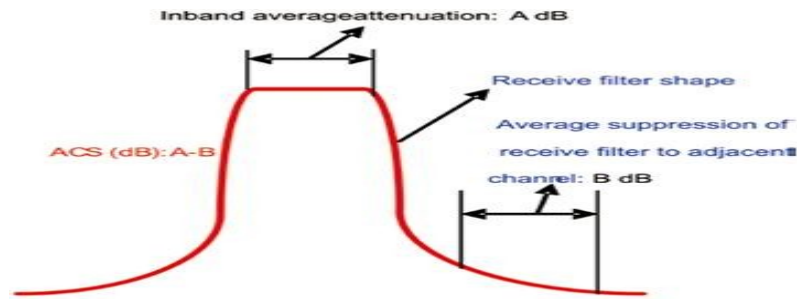 Inband averageattenuation: A dB
Receive filter shape
Average suppression of
receive filter to adjacent
channel: B dB
ACS (dB): A-B